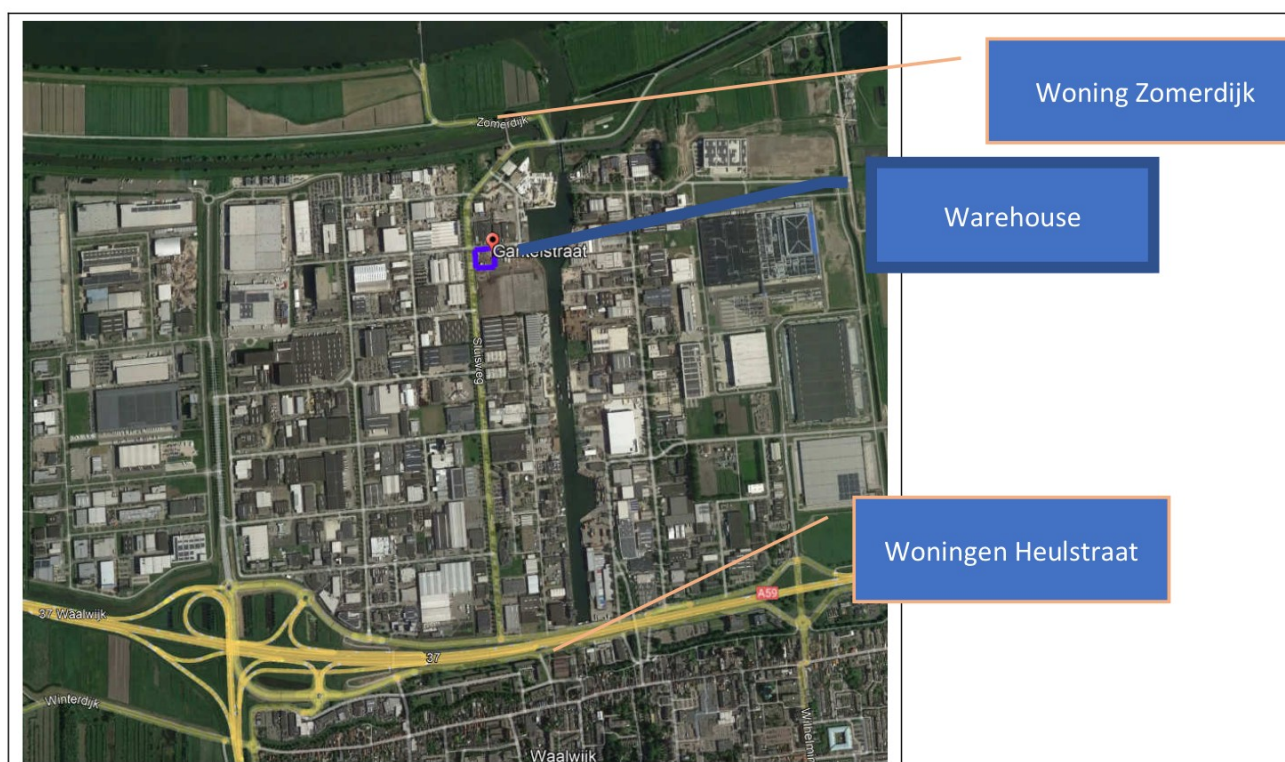 Woning Zomerdijk
Zomerdijk
Warehouse
Gantelstraat
Sluisweg
Woningen Heulstraat
A59
37 Waalwijk
37
Winterdijk
Waalwijk